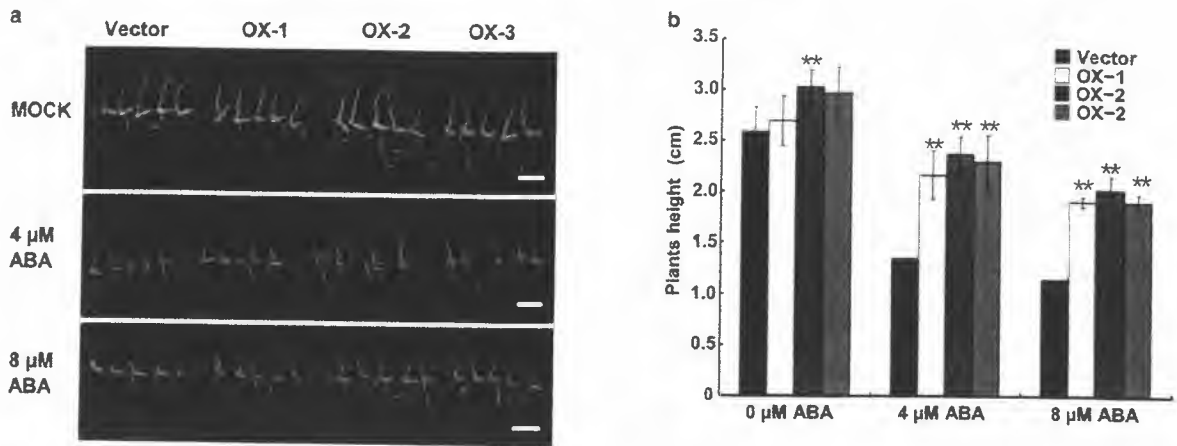 a
Vector OX-1 OX-2 OX-3
MOCK
4 µM
ABA
8 µM
ABA
b
Plants height (cm)
3.5
3.0
2.5
2.0
1.5
1.0
0.5
0
Vector
OX-1
OX-2
OX-2
**
** ** **
** ** **
0 µM ABA 4 µM ABA 8 µM ABA